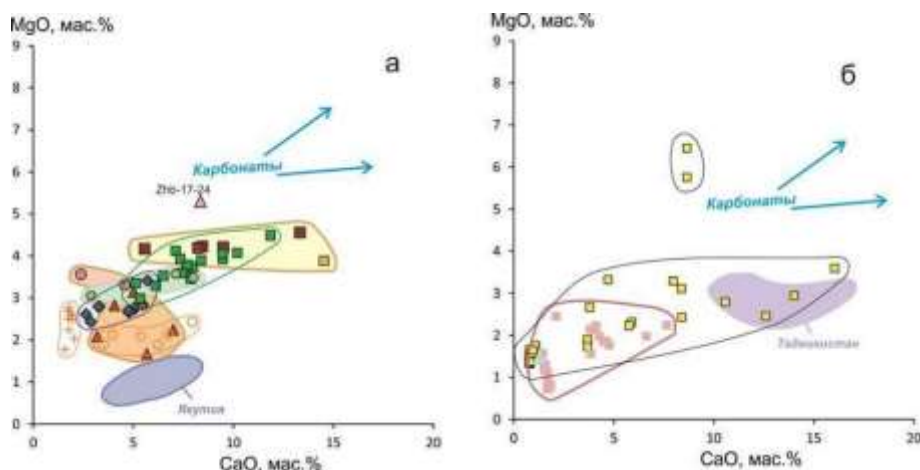 MgO, мас.%
а
9
8
7
6
5
4
3
2
1
0
Карбонаты
Zhb-17-24
Якутия
0 5 10 15 20
CaO, мас.%
MgO, мас.%
б
9
8
7
6
5
4
3
2
1
0
Карбонаты
Таджикистан
0 5 10 15 20
CaO, мас.%